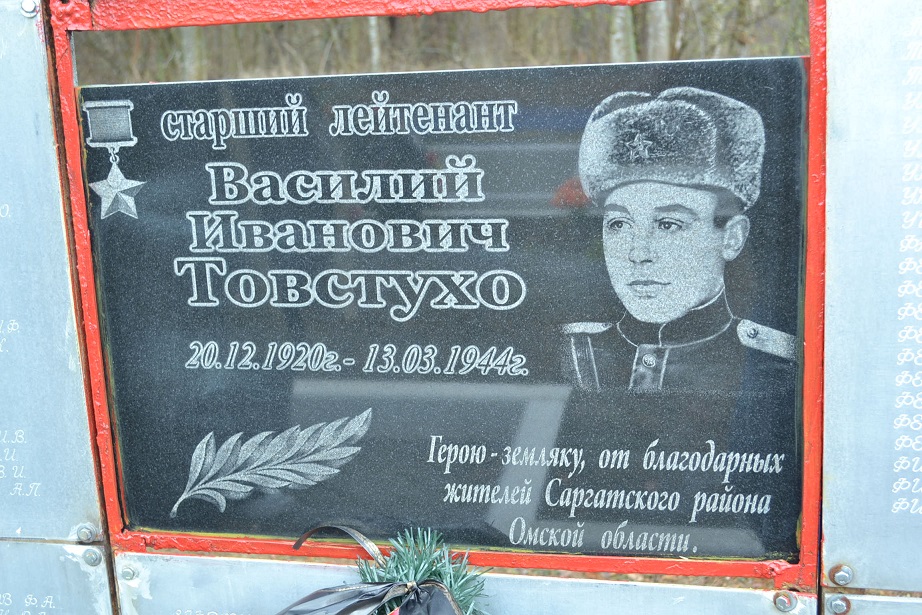 старший лейтенант
Василий
Иванович
Товстухо
20.12.1920г.- 13.03.1944г.
Герою - земляку, от благодарных
жителей Саргатского района
Омской области.
И.В.
В.И.
А.П.